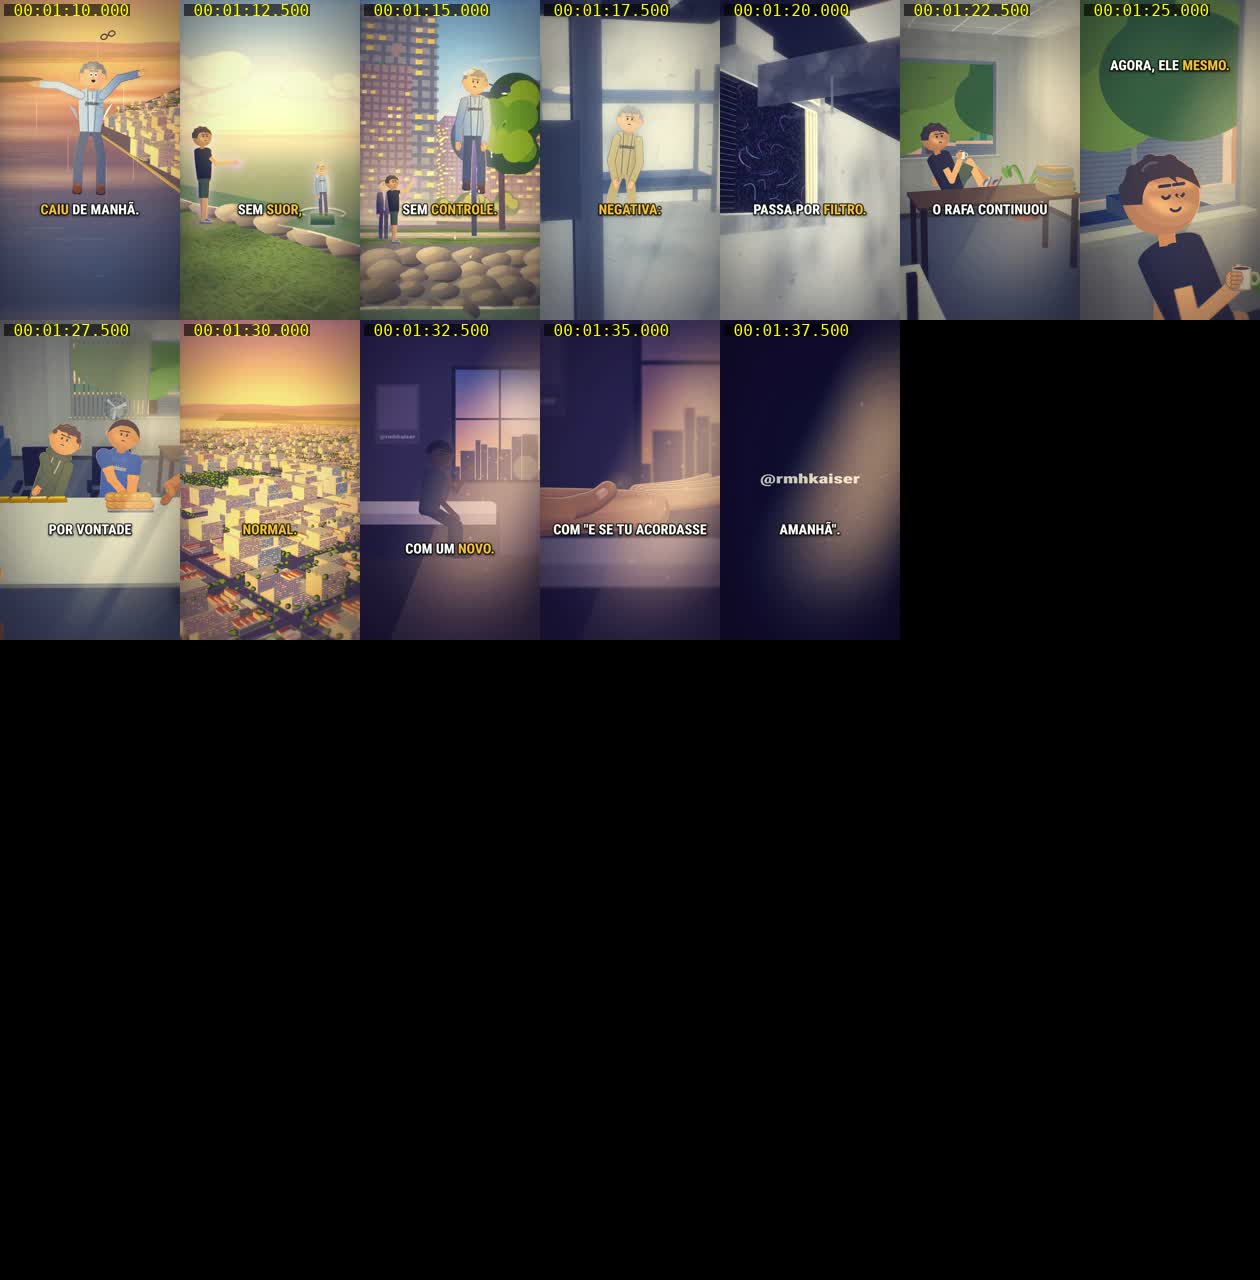 00:01:10.000
00:01:12.500
00:01:15.000
00:01:17.500
00:01:20.000
00:01:22.500
00:01:25.000
CAIU DE MANHÃ.
SEM SUOR,
SEM CONTROLE.
NEGATIVA:
PASSA POR FILTRO.
O RAFA CONTINUOU
AGORA, ELE MESMO.
00:01:27.500
00:01:30.000
00:01:32.500
00:01:35.000
00:01:37.500
POR VONTADE
NORMAL.
@rmhkaiser
COM UM NOVO.
COM "E SE TU ACORDASSE
@rmhkaiser
AMANHÃ".